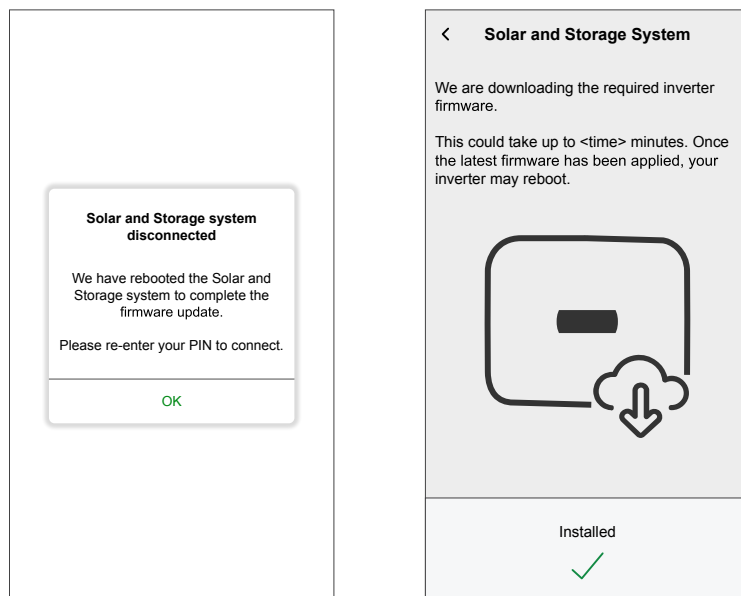 Solar and Storage system
disconnected
We have rebooted the Solar and
Storage system to complete the
firmware update.
Please re-enter your PIN to connect.
OK
Solar and Storage System
We are downloading the required inverter
firmware.
This could take up to <time> minutes. Once
the latest firmware has been applied, your
inverter may reboot.
Installed